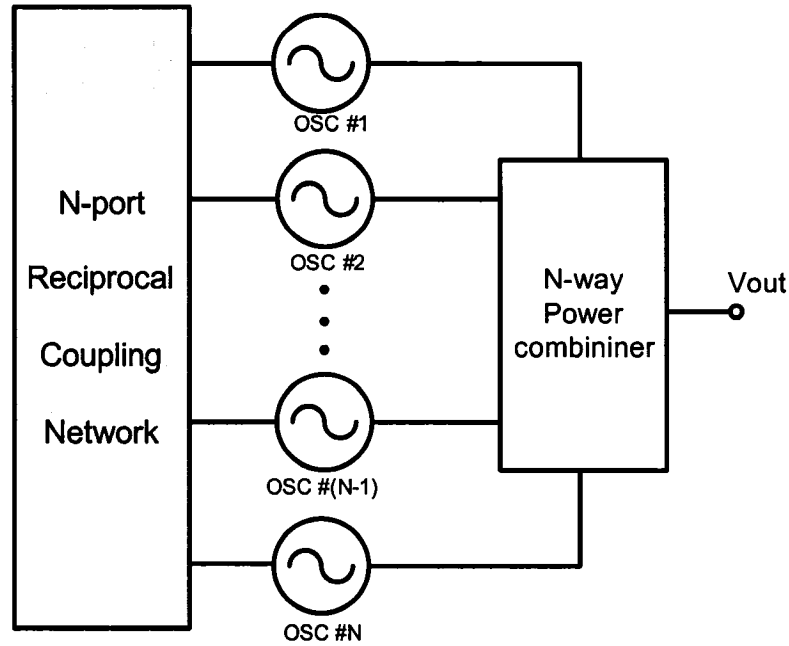 N-port
Reciprocal
Coupling
Network
OSC #1
OSC #2
OSC #(N-1)
OSC #N
N-way
Power
combininer
Vout